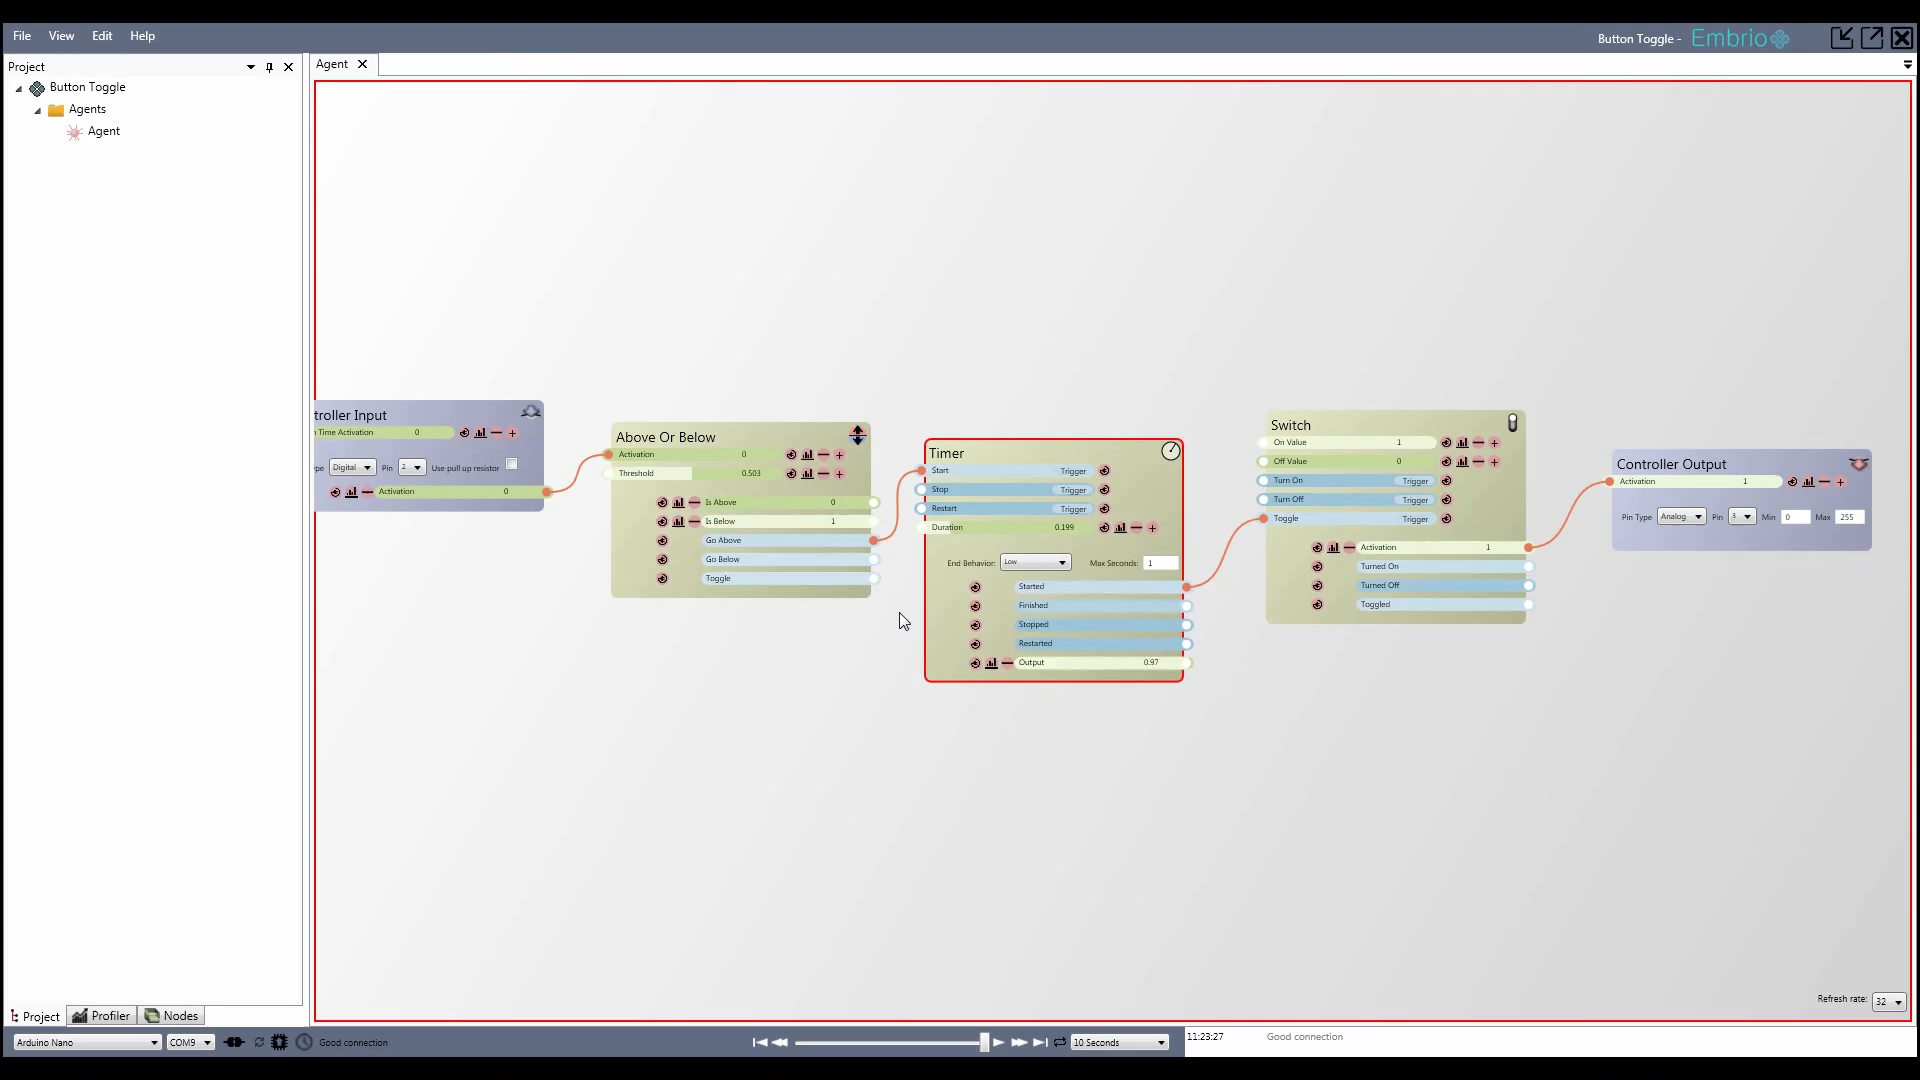 File View Edit Help
Button Toggle - Embrio
Project
Agent
Button Toggle
Agents
Agent
troller Input
Time Activation 0
Digital Pin 2 Use pull up resistor
Activation 0
Above Or Below
Activation 0
Threshold 0.503
Is Above 0
Is Below 1
Go Above
Go Below
Toggle
Timer
Start Trigger
Stop Trigger
Restart Trigger
Duration 0.199
End Behavior: Low Max Seconds: 1
Started
Finished
Stopped
Restarted
Output 0.97
Switch
On Value 1
Off Value 0
Turn On Trigger
Turn Off Trigger
Toggle Trigger
Activation 1
Turned On
Turned Off
Toggled
Controller Output
Activation 1
Pin Type Analog Pin 3 Min 0 Max 255
Refresh rate: 32
Project Profiler Nodes
Arduino Nano COM9 Good connection
10 Seconds
11:23:27 Good connection